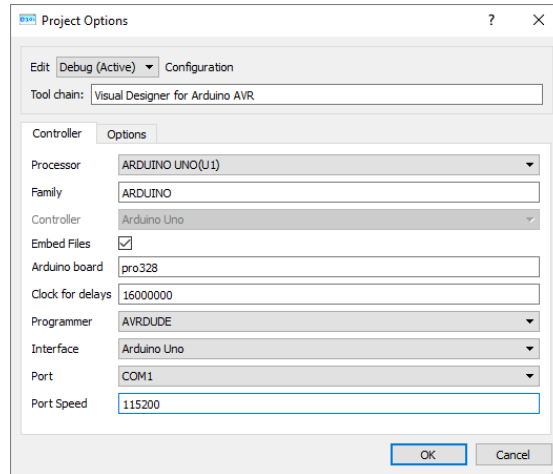 Project Options
Edit Debug (Active) Configuration
Tool chain: Visual Designer for Arduino AVR
Controller Options
Processor ARDUINO UNO(U1)
Family ARDUINO
Controller Arduino Uno
Embed Files
Arduino board pro328
Clock for delays 16000000
Programmer AVRDUDE
Interface Arduino Uno
Port COM1
Port Speed 115200
OK Cancel